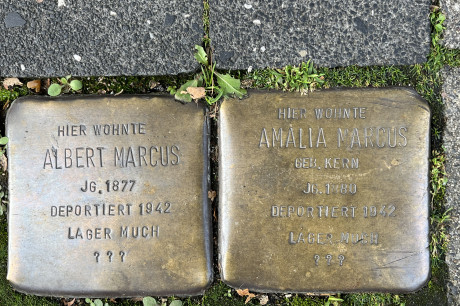 HIER WOHNTE
ALBERT MARCUS
JG. 1877
DEPORTIERT 1942
LAGER MUCH
? ? ?
HIER WOHNTE
AMALIA MARCUS
GEB. KERN
JG. 1880
DEPORTIERT 1942
LAGER MUCH
? ? ?